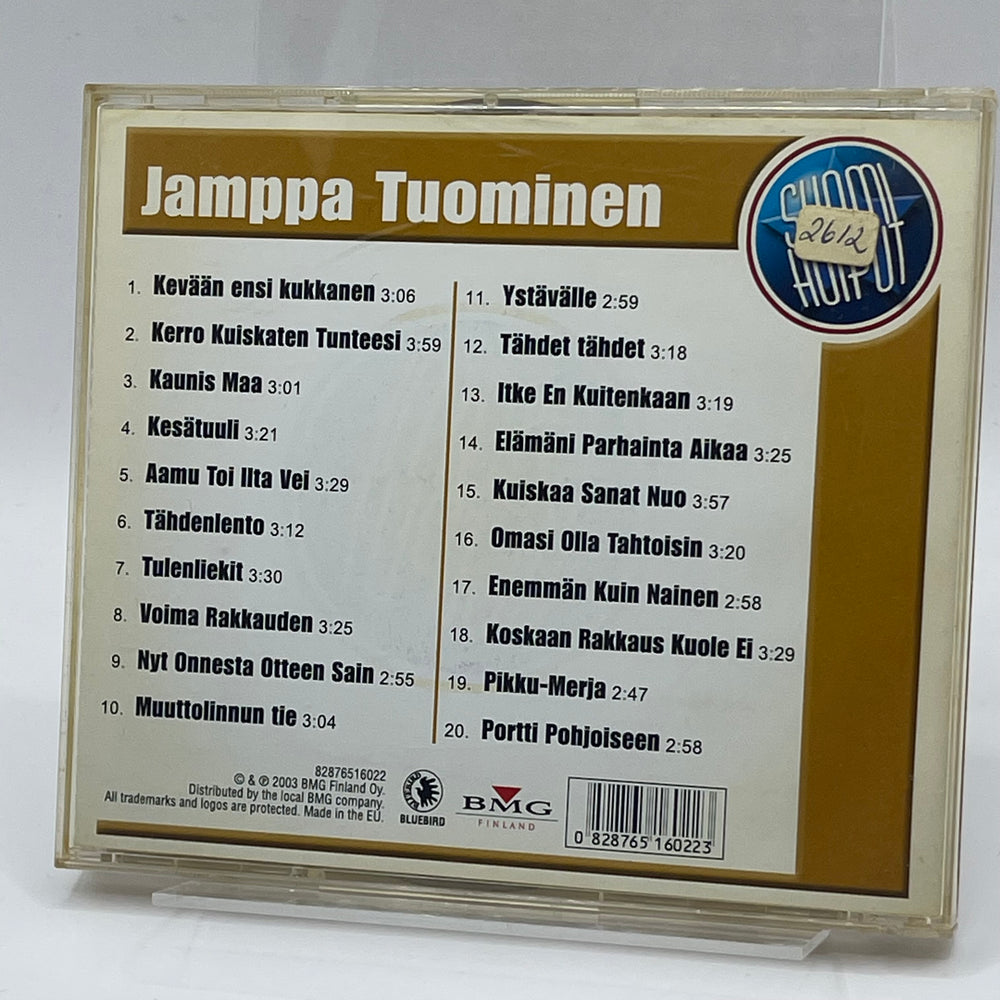 Jamppa Tuominen
SUOMI
2612
HUIPUT
1. Kevään ensi kukkanen 3:06
2. Kerro Kuiskaten Tunteesi 3:59
3. Kaunis Maa 3:01
4. Kesätuuli 3:21
5. Aamu Toi Ilta Vei 3:29
6. Tähdenlento 3:12
7. Tulenliekit 3:30
8. Voima Rakkauden 3:25
9. Nyt Onnesta Otteen Sain 2:55
10. Muuttolinnun tie 3:04
11. Ystävälle 2:59
12. Tähdet tähdet 3:18
13. Itke En Kuitenkaan 3:19
14. Elämäni Parhainta Aikaa 3:25
15. Kuiskaa Sanat Nuo 3:57
16. Omasi Olla Tahtoisin 3:20
17. Enemmän Kuin Nainen 2:58
18. Koskaan Rakkaus Kuole Ei 3:29
19. Pikku-Merja 2:47
20. Portti Pohjoiseen 2:58
82876516022
© & ℗ 2003 BMG Finland Oy.
Distributed by the local BMG company.
All trademarks and logos are protected. Made in the EU.
BLUEBIRD
BLUEBIRD
BMG
FINLAND
0 828765 160223